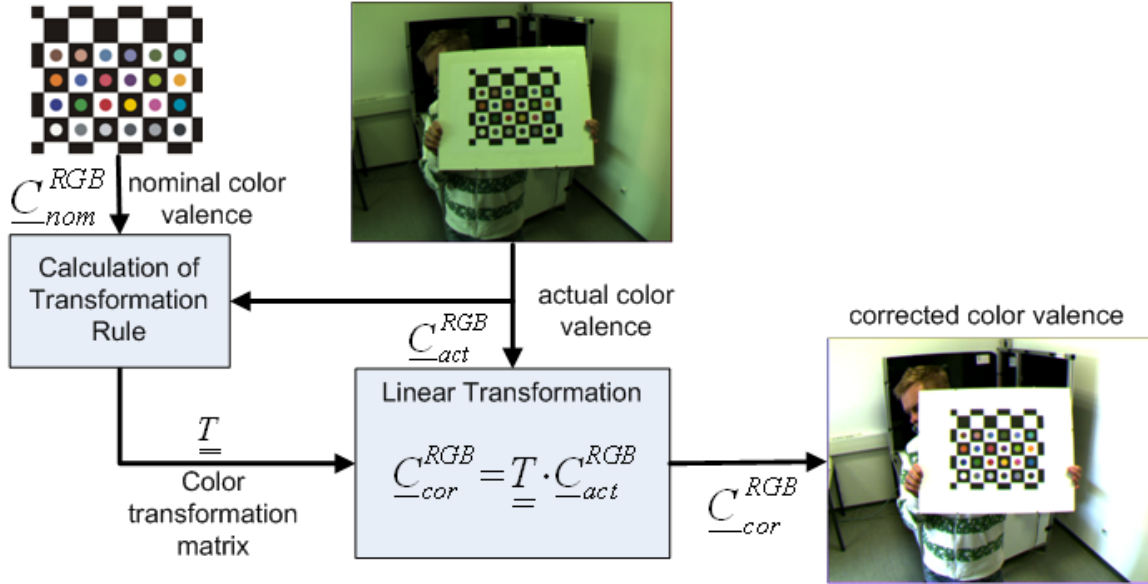 C_nom^RGB
nominal color
valence
Calculation of
Transformation
Rule
actual color
valence
C_act^RGB
corrected color valence
Linear Transformation
C_cor^RGB = T · C_act^RGB
T
Color
transformation
matrix
C_cor^RGB